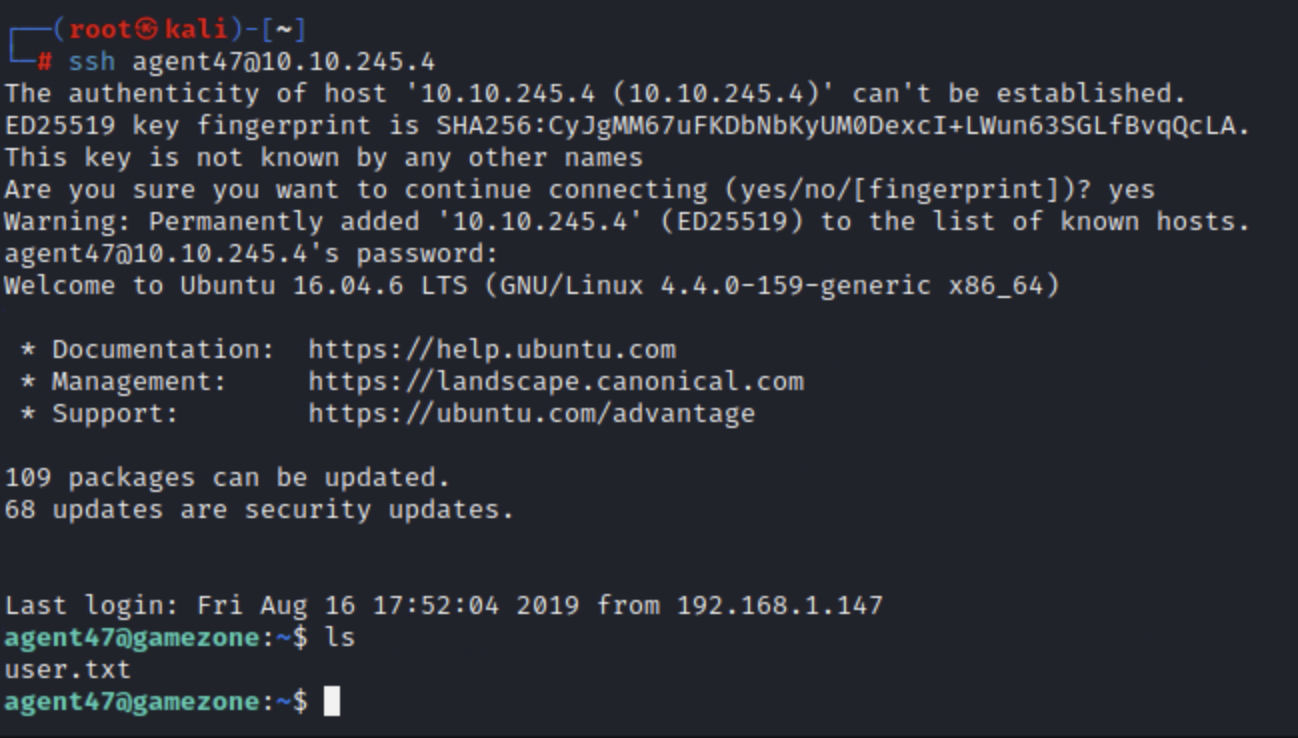 ┌──(root㉿kali)-[~]
└─# ssh agent47@10.10.245.4
The authenticity of host '10.10.245.4 (10.10.245.4)' can't be established.
ED25519 key fingerprint is SHA256:CyJgMM67uFKDbNbKyUM0DexcI+LWun63SGLfBvqQcLA.
This key is not known by any other names
Are you sure you want to continue connecting (yes/no/[fingerprint])? yes
Warning: Permanently added '10.10.245.4' (ED25519) to the list of known hosts.
agent47@10.10.245.4's password:
Welcome to Ubuntu 16.04.6 LTS (GNU/Linux 4.4.0-159-generic x86_64)
* Documentation:  https://help.ubuntu.com
* Management:     https://landscape.canonical.com
* Support:        https://ubuntu.com/advantage
109 packages can be updated.
68 updates are security updates.
Last login: Fri Aug 16 17:52:04 2019 from 192.168.1.147
agent47@gamezone:~$ ls
user.txt
agent47@gamezone:~$